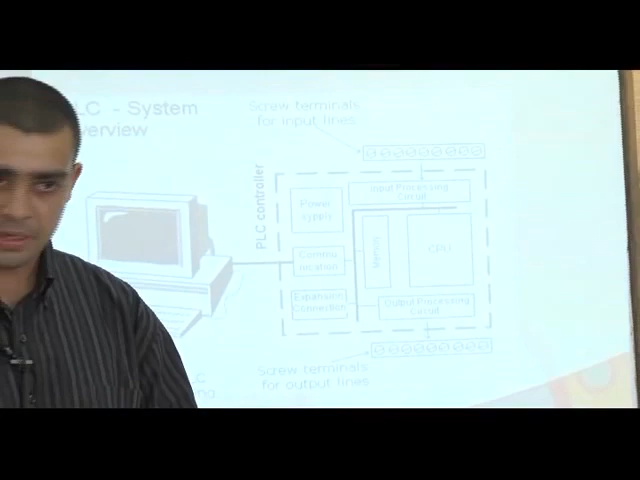 LC - System
verview
Screw terminals
for input lines
PLC controller
Power
supply
Input Processing
Circuit
Memory
CPU
Expansion
Connection
Output Processing
Circuit
Screw terminals
for output lines